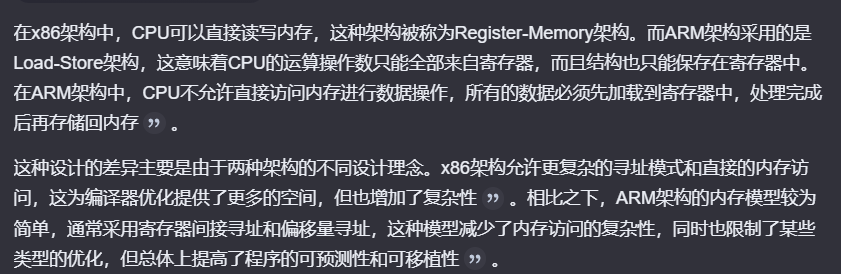 在x86架构中，CPU可以直接读写内存，这种架构被称为Register-Memory架构。而ARM架构采用的是
Load-Store架构，这意味着CPU的运算操作数只能全部来自寄存器，而且结构也只能保存在寄存器中。
在ARM架构中，CPU不允许直接访问内存进行数据操作，所有的数据必须先加载到寄存器中，处理完成
后再存储回内存 ” 。
这种设计的差异主要是由于两种架构的不同设计理念。x86架构允许更复杂的寻址模式和直接的内存访
问，这为编译器优化提供了更多的空间，但也增加了复杂性 ” 。相比之下，ARM架构的内存模型较为
简单，通常采用寄存器间接寻址和偏移量寻址，这种模型减少了内存访问的复杂性，同时也限制了某些
类型的优化，但总体上提高了程序的可预测性和可移植性 ” 。